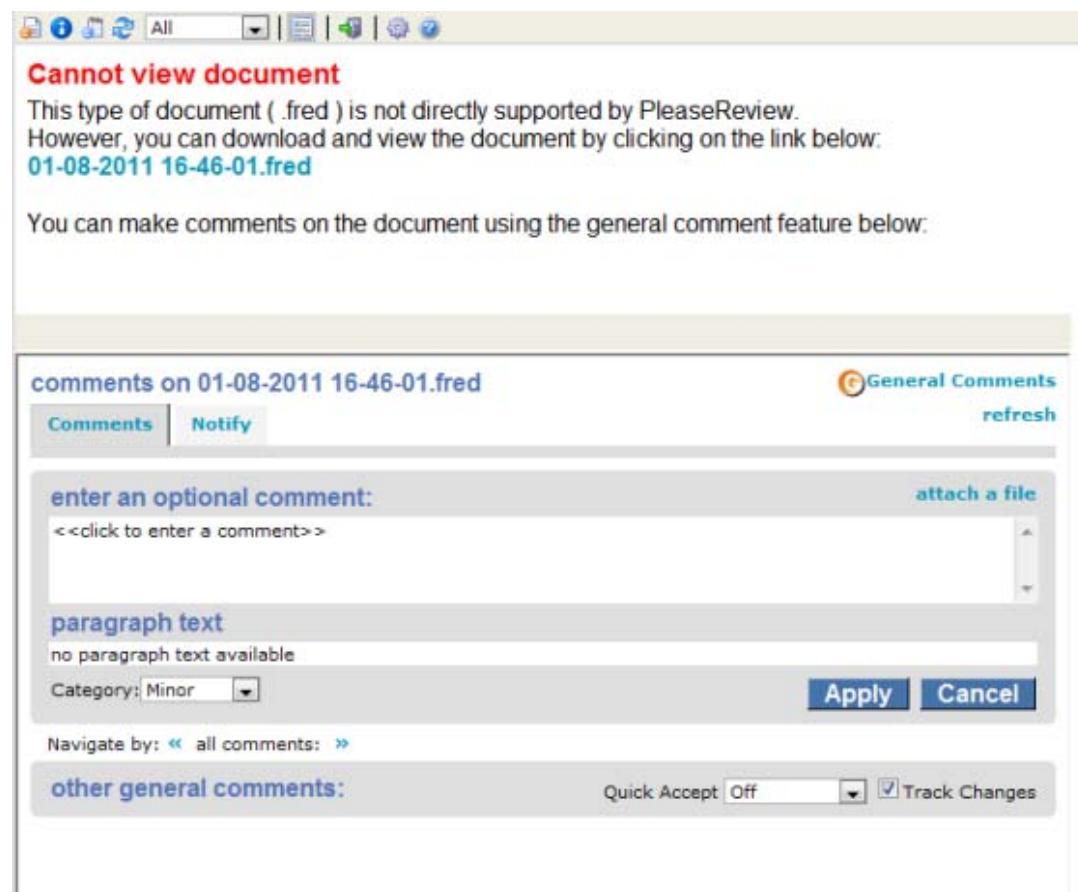 All
Cannot view document
This type of document ( .fred ) is not directly supported by PleaseReview.
However, you can download and view the document by clicking on the link below:
01-08-2011 16-46-01.fred
You can make comments on the document using the general comment feature below:
comments on 01-08-2011 16-46-01.fred
G General Comments
Comments Notify
refresh
enter an optional comment:
attach a file
<<click to enter a comment>>
paragraph text
no paragraph text available
Category: Minor
Apply Cancel
Navigate by: « all comments: »
other general comments:
Quick Accept Off Track Changes